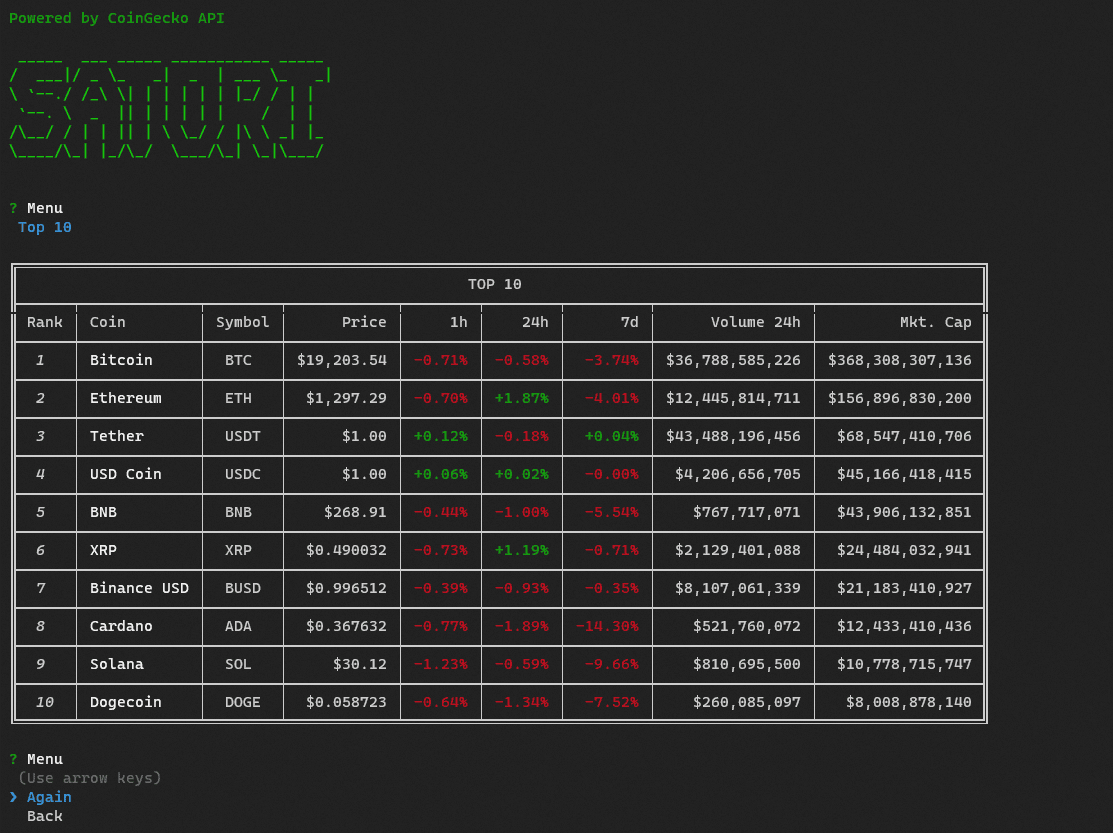 Powered by CoinGecko API
SATORI
? Menu
Top 10
TOP 10
Rank Coin Symbol Price 1h 24h 7d Volume 24h Mkt. Cap
1 Bitcoin BTC $19,203.54 -0.71% -0.58% -3.74% $36,788,585,226 $368,308,307,136
2 Ethereum ETH $1,297.29 -0.70% +1.87% -4.01% $12,445,814,711 $156,896,830,200
3 Tether USDT $1.00 +0.12% -0.18% +0.04% $43,488,196,456 $68,547,410,706
4 USD Coin USDC $1.00 +0.06% +0.02% -0.00% $4,206,656,705 $45,166,418,415
5 BNB BNB $268.91 -0.44% -1.00% -5.54% $767,717,071 $43,906,132,851
6 XRP XRP $0.490032 -0.73% +1.19% -0.71% $2,129,401,088 $24,484,032,941
7 Binance USD BUSD $0.996512 -0.39% -0.93% -0.35% $8,107,061,339 $21,183,410,927
8 Cardano ADA $0.367632 -0.77% -1.89% -14.30% $521,760,072 $12,433,410,436
9 Solana SOL $30.12 -1.23% -0.59% -9.66% $810,695,500 $10,778,715,747
10 Dogecoin DOGE $0.058723 -0.64% -1.34% -7.52% $260,085,097 $8,008,878,140
? Menu
(Use arrow keys)
❯ Again
Back